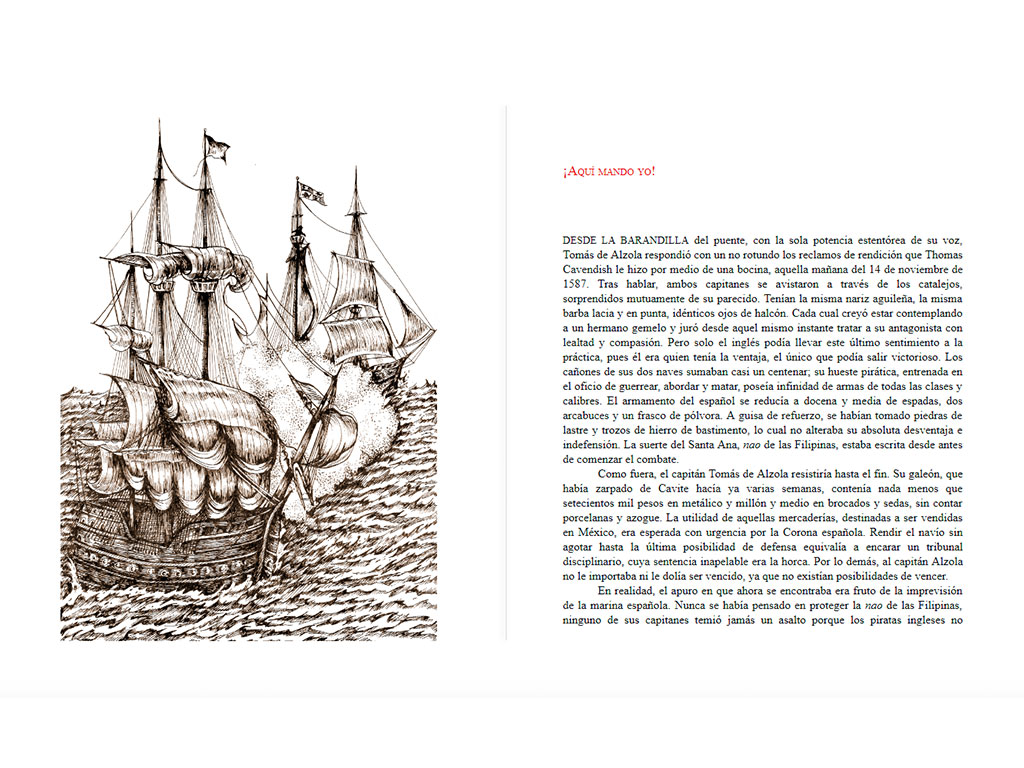 ¡AQUÍ MANDO YO!
DESDE LA BARANDILLA del puente, con la sola potencia estentórea de su voz,
Tomás de Alzola respondió con un no rotundo los reclamos de rendición que Thomas
Cavendish le hizo por medio de una bocina, aquella mañana del 14 de noviembre de
1587. Tras hablar, ambos capitanes se avistaron a través de los catalejos,
sorprendidos mutuamente de su parecido. Tenían la misma nariz aguileña, la misma
barba lacia y en punta, idénticos ojos de halcón. Cada cual creyó estar contemplando
a un hermano gemelo y juró desde aquel mismo instante tratar a su antagonista con
lealtad y compasión. Pero solo el inglés podía llevar este último sentimiento a la
práctica, pues él era quien tenía la ventaja, el único que podía salir victorioso. Los
cañones de sus dos naves sumaban casi un centenar; su hueste pirática, entrenada en
el oficio de guerrear, abordar y matar, poseía infinidad de armas de todas las clases y
calibres. El armamento del español se reducía a docena y media de espadas, dos
arcabuces y un frasco de pólvora. A guisa de refuerzo, se habían tomado piedras de
lastre y trozos de hierro de bastimento, lo cual no alteraba su absoluta desventaja e
indefensión. La suerte del Santa Ana, nao de las Filipinas, estaba escrita desde antes
de comenzar el combate.
Como fuera, el capitán Tomás de Alzola resistiría hasta el fin. Su galeón, que
había zarpado de Cavite hacía ya varias semanas, contenía nada menos que
setecientos mil pesos en metálico y millón y medio en brocados y sedas, sin contar
porcelanas y azogue. La utilidad de aquellas mercaderías, destinadas a ser vendidas
en México, era esperada con urgencia por la Corona española. Rendir el navío sin
agotar hasta la última posibilidad de defensa equivalía a encarar un tribunal
disciplinario, cuya sentencia inapelable era la horca. Por lo demás, al capitán Alzola
no le importaba ni le dolía ser vencido, ya que no existían posibilidades de vencer.
En realidad, el apuro en que ahora se encontraba era fruto de la imprevisión
de la marina española. Nunca se había pensado en proteger la nao de las Filipinas,
ninguno de sus capitanes temió jamás un asalto porque los piratas ingleses no